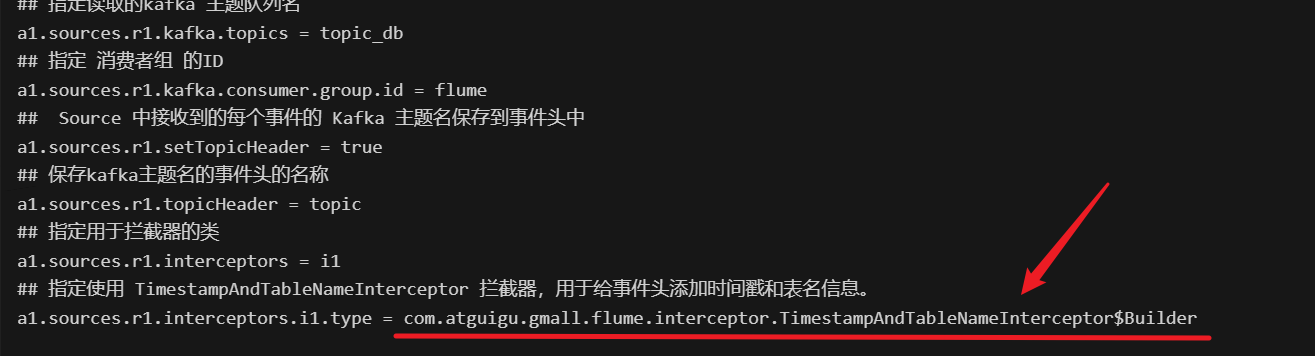 ## 指定读取的kafka 主题队列名
a1.sources.r1.kafka.topics = topic_db
## 指定 消费者组 的ID
a1.sources.r1.kafka.consumer.group.id = flume
##  Source 中接收到的每个事件的 Kafka 主题名保存到事件头中
a1.sources.r1.setTopicHeader = true
## 保存kafka主题名的事件头的名称
a1.sources.r1.topicHeader = topic
## 指定用于拦截器的类
a1.sources.r1.interceptors = i1
## 指定使用 TimestampAndTableNameInterceptor 拦截器，用于给事件头添加时间戳和表名信息。
a1.sources.r1.interceptors.i1.type = com.atguigu.gmall.flume.interceptor.TimestampAndTableNameInterceptor$Builder